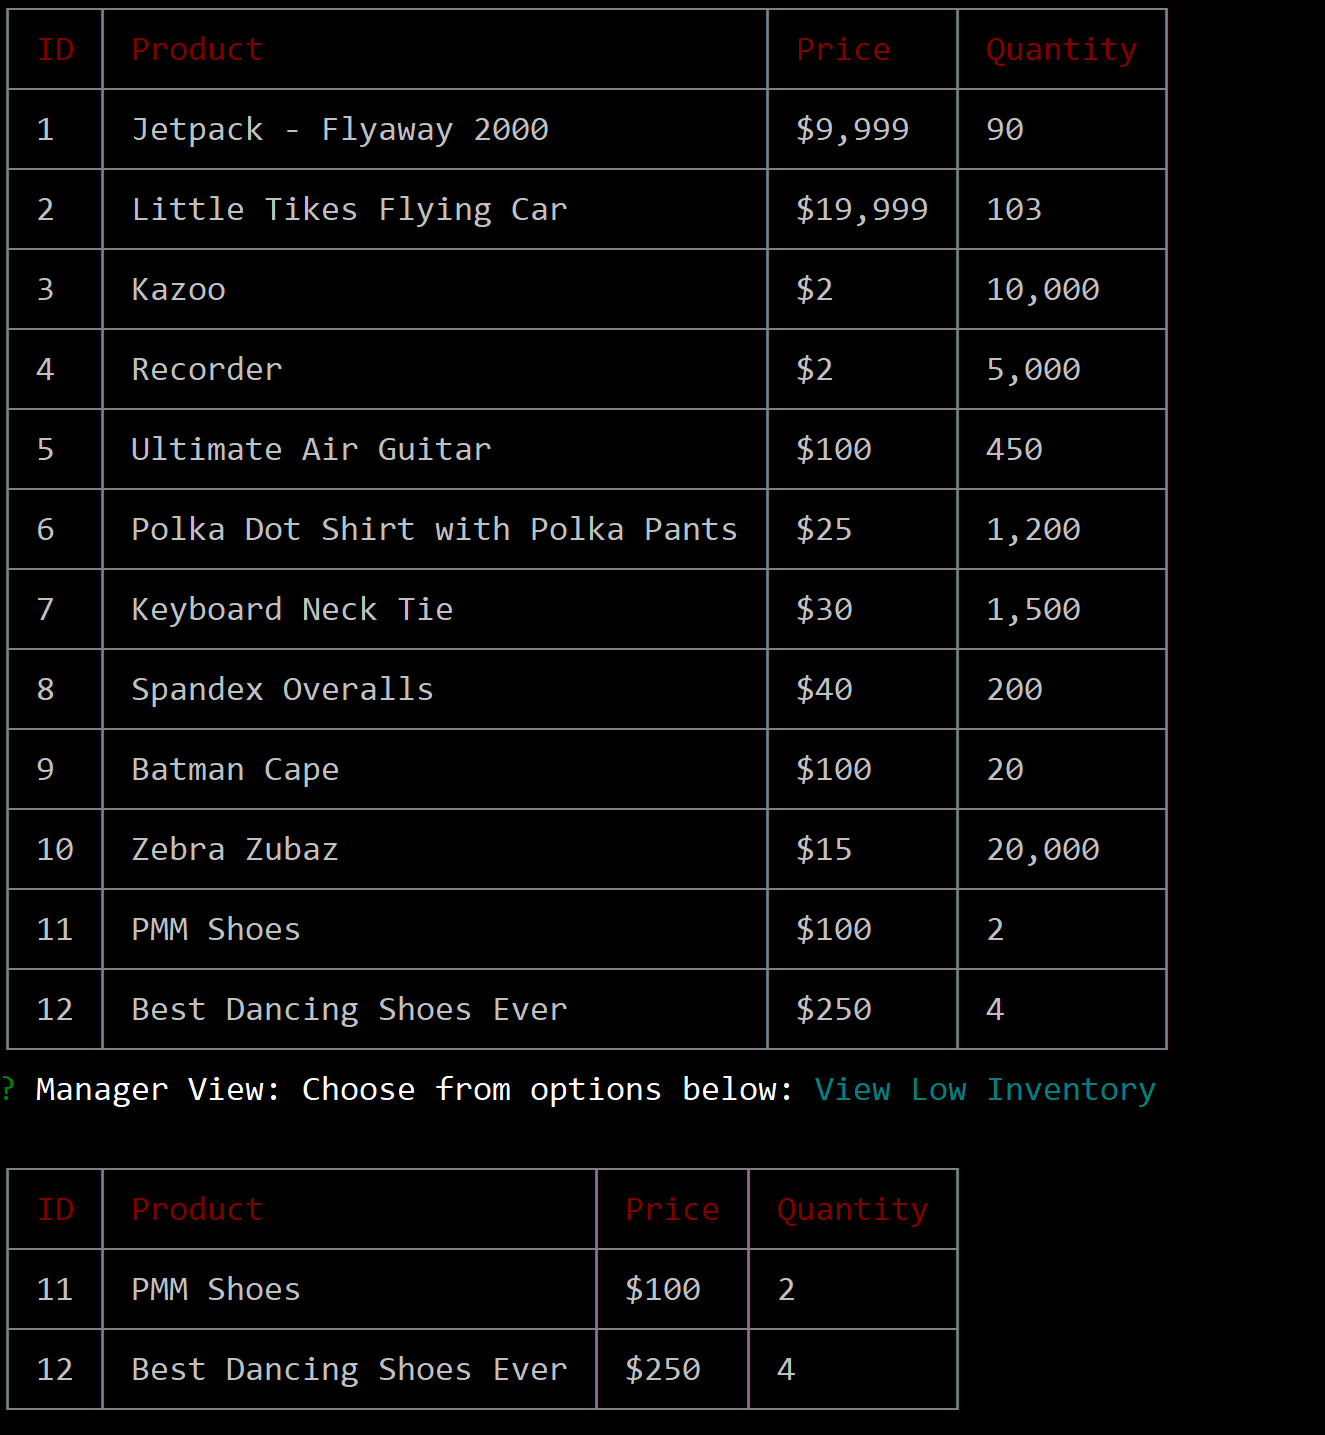 ID Product Price Quantity
1 Jetpack - Flyaway 2000 $9,999 90
2 Little Tikes Flying Car $19,999 103
3 Kazoo $2 10,000
4 Recorder $2 5,000
5 Ultimate Air Guitar $100 450
6 Polka Dot Shirt with Polka Pants $25 1,200
7 Keyboard Neck Tie $30 1,500
8 Spandex Overalls $40 200
9 Batman Cape $100 20
10 Zebra Zubaz $15 20,000
11 PMM Shoes $100 2
12 Best Dancing Shoes Ever $250 4
? Manager View: Choose from options below: View Low Inventory
ID Product Price Quantity
11 PMM Shoes $100 2
12 Best Dancing Shoes Ever $250 4